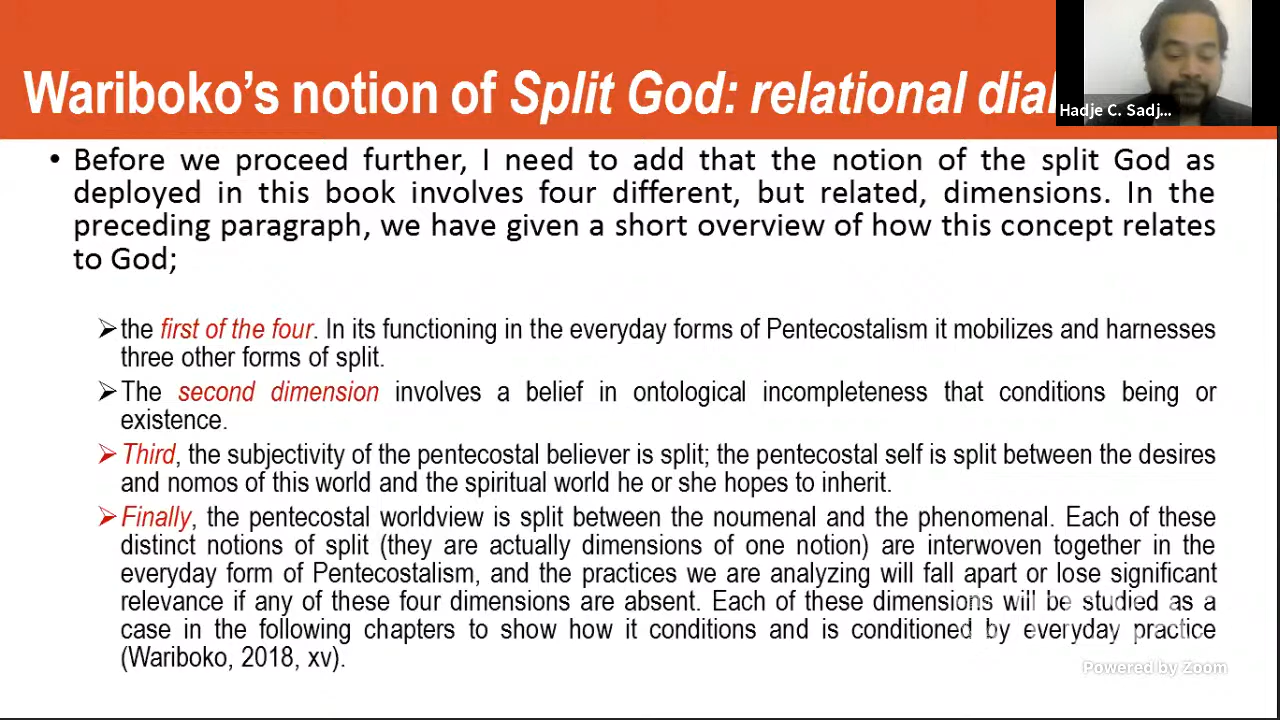 Wariboko's notion of Split God: relational
Hadje C. Sadj...
• Before we proceed further, I need to add that the notion of the split God as
deployed in this book involves four different, but related, dimensions. In the
preceding paragraph, we have given a short overview of how this concept relates
to God;
➢the first of the four. In its functioning in the everyday forms of Pentecostalism it mobilizes and harnesses
three other forms of split.
➢The second dimension involves a belief in ontological incompleteness that conditions being or
existence.
➢Third, the subjectivity of the pentecostal believer is split; the pentecostal self is split between the desires
and nomos of this world and the spiritual world he or she hopes to inherit.
➢Finally, the pentecostal worldview is split between the noumenal and the phenomenal. Each of these
distinct notions of split (they are actually dimensions of one notion) are interwoven together in the
everyday form of Pentecostalism, and the practices we are analyzing will fall apart or lose significant
relevance if any of these four dimensions are absent. Each of these dimensions will be studied as a
case in the following chapters to show how it conditions and is conditioned by everyday practice
(Wariboko, 2018, xv).
Powered by Zoom